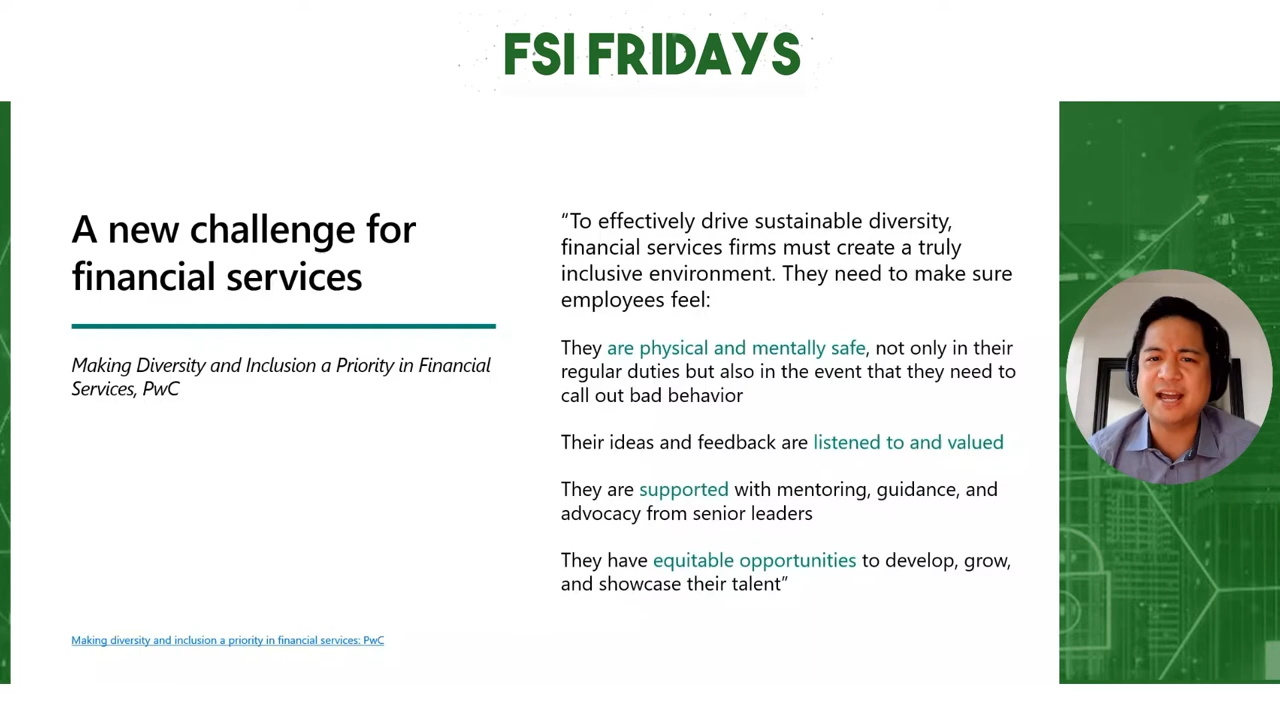 FSI FRIDAYS
A new challenge for
financial services
Making Diversity and Inclusion a Priority in Financial
Services, PwC
“To effectively drive sustainable diversity,
financial services firms must create a truly
inclusive environment. They need to make sure
employees feel:
They are physical and mentally safe, not only in their
regular duties but also in the event that they need to
call out bad behavior
Their ideas and feedback are listened to and valued
They are supported with mentoring, guidance, and
advocacy from senior leaders
They have equitable opportunities to develop, grow,
and showcase their talent”
Making diversity and inclusion a priority in financial services: PwC